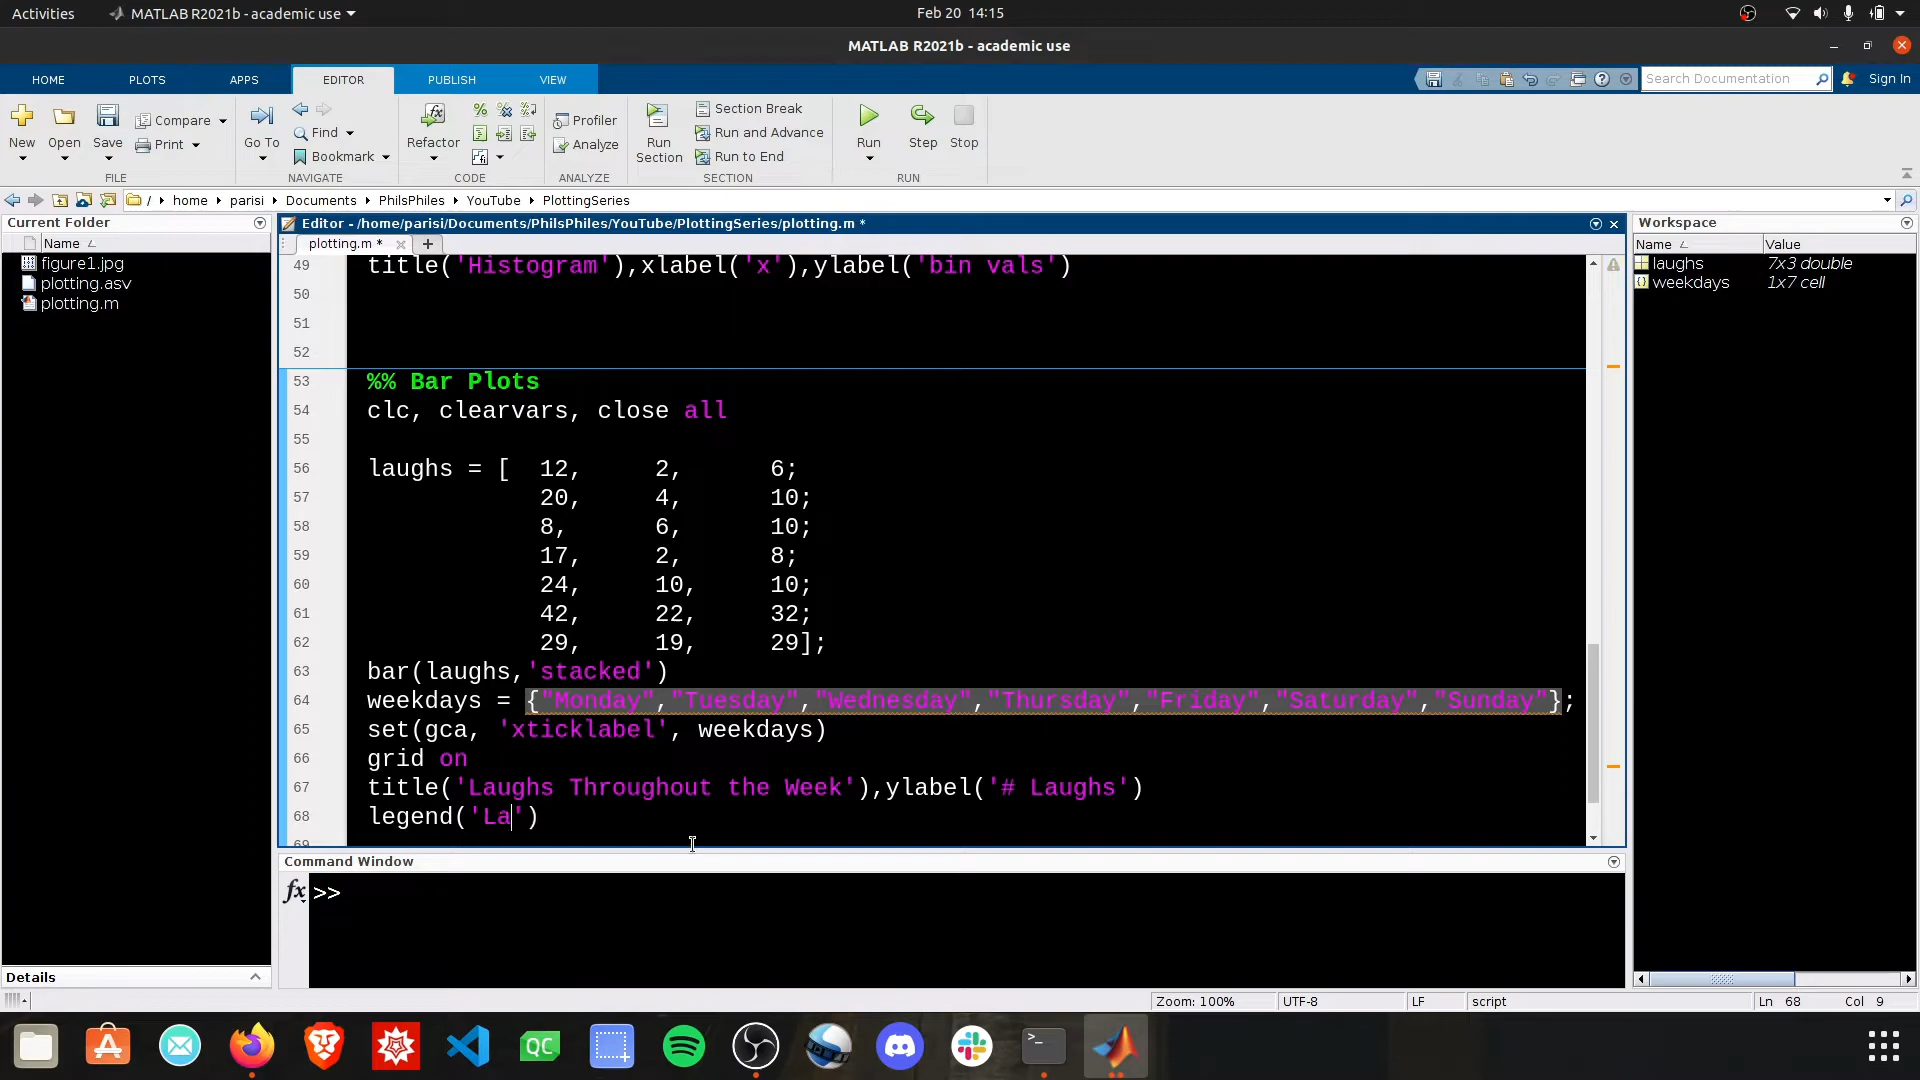 Activities
MATLAB R2021b - academic use
Feb 20 14:15
MATLAB R2021b - academic use
HOME PLOTS APPS EDITOR PUBLISH VIEW
Search Documentation
Sign In
New Open Save Compare Print
FILE
Go To Find Bookmark
NAVIGATE
Refactor
CODE
Profiler
Analyze
ANALYZE
Run Section
Section Break
Run and Advance
Run to End
SECTION
Run Step Stop
RUN
/ home parisi Documents PhilsPhiles YouTube PlottingSeries
Current Folder
Name
figure1.jpg
plotting.asv
plotting.m
Details
Editor - /home/parisi/Documents/PhilsPhiles/YouTube/PlottingSeries/plotting.m *
plotting.m *
49 title('Histogram'),xlabel('x'),ylabel('bin vals')
50
51
52
53 %% Bar Plots
54 clc, clearvars, close all
55
56 laughs = [ 12, 2, 6;
57 20, 4, 10;
58 8, 6, 10;
59 17, 2, 8;
60 24, 10, 10;
61 42, 22, 32;
62 29, 19, 29];
63 bar(laughs,'stacked')
64 weekdays = {"Monday","Tuesday","Wednesday","Thursday","Friday","Saturday","Sunday"};
65 set(gca, 'xticklabel', weekdays)
66 grid on
67 title('Laughs Throughout the Week'),ylabel('# Laughs')
68 legend('La')
69
Command Window
fx >>
Workspace
Name Value
laughs 7x3 double
weekdays 1x7 cell
Zoom: 100% UTF-8 LF script Ln 68 Col 9
QC